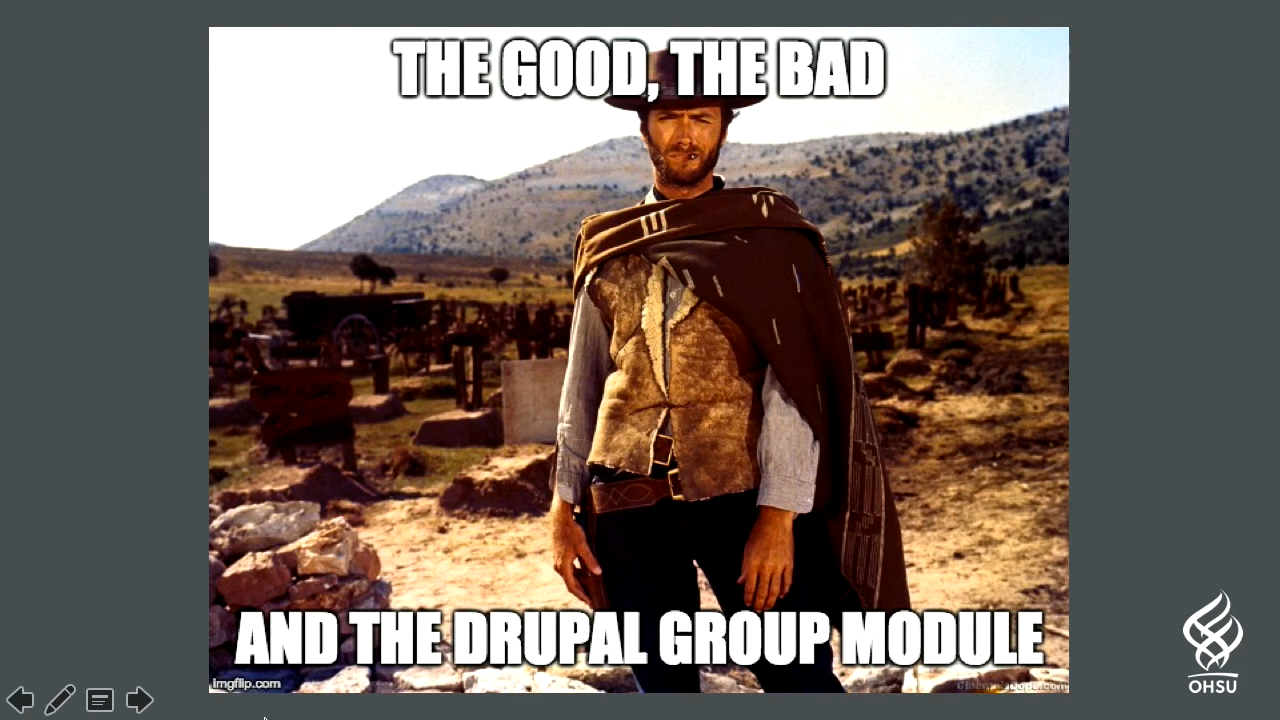 THE GOOD, THE BAD
AND THE DRUPAL GROUP MODULE
imgflip.com
OHSU